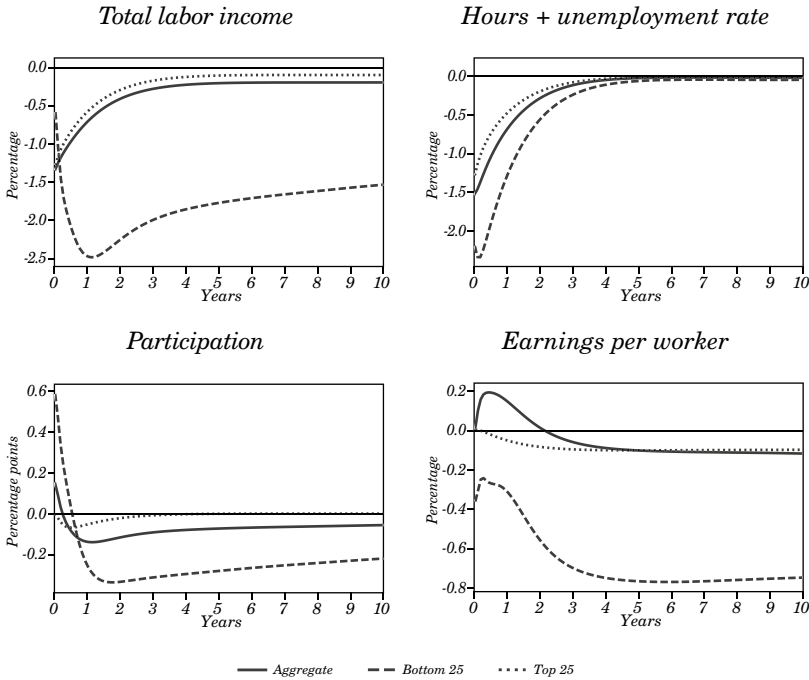 Total labor income
0.0
-0.5
-1.0
-1.5
-2.0
-2.5
Percentage
0 1 2 3 4 5 6 7 8 9 10
Years
Hours + unemployment rate
0.0
-0.5
-1.0
-1.5
-2.0
Percentage
0 1 2 3 4 5 6 7 8 9 10
Years
Participation
0.6
0.4
0.2
0.0
-0.2
Percentage points
0 1 2 3 4 5 6 7 8 9 10
Years
Earnings per worker
0.2
0.0
-0.2
-0.4
-0.6
-0.8
Percentage
0 1 2 3 4 5 6 7 8 9 10
Years
Aggregate Bottom 25 Top 25